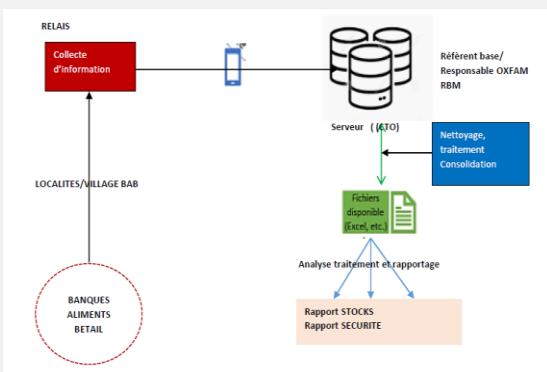 RELAIS
Collecte
d'information
Référent base/
Responsable OXFAM
RBM
Serveur ( (ATO)
Nettoyage,
traitement
Consolidation
LOCALITES/VILLAGE BAB
Fichiers
disponible
(Excel, etc.)
Analyse traitement et rapportage
BANQUES
ALIMENTS
BETAIL
Rapport STOCKS
Rapport SECURITE